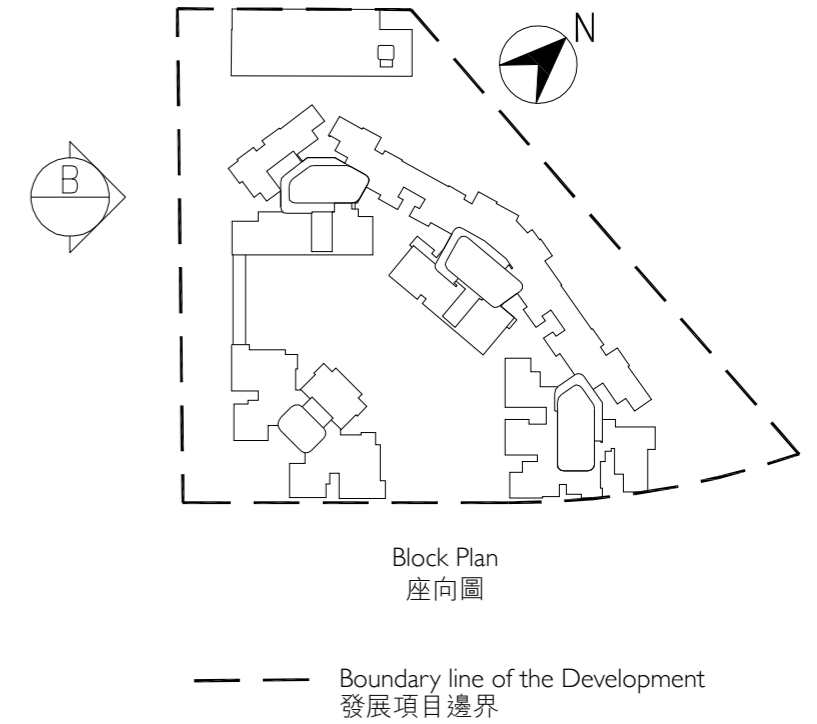 N
B
Block Plan
座向圖
Boundary line of the Development
發展項目邊界